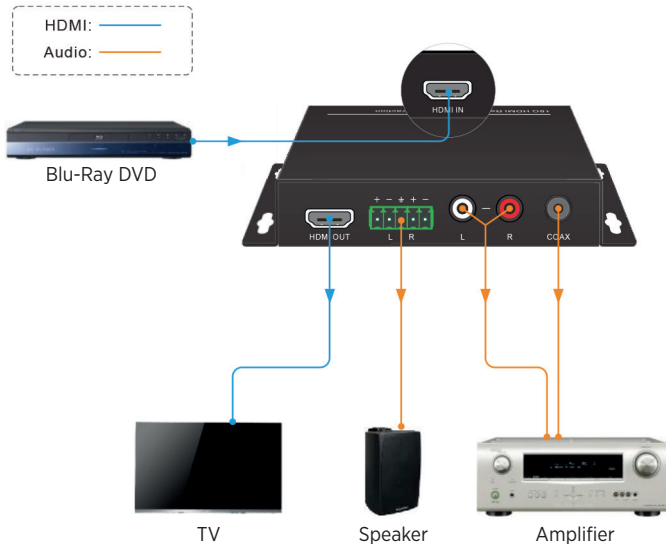 HDMI:
Audio:
HDMI IN
Blu-Ray DVD
+ − ⏚ + −
HDMI OUT
L R
L — R
COAX
TV
Speaker
Amplifier